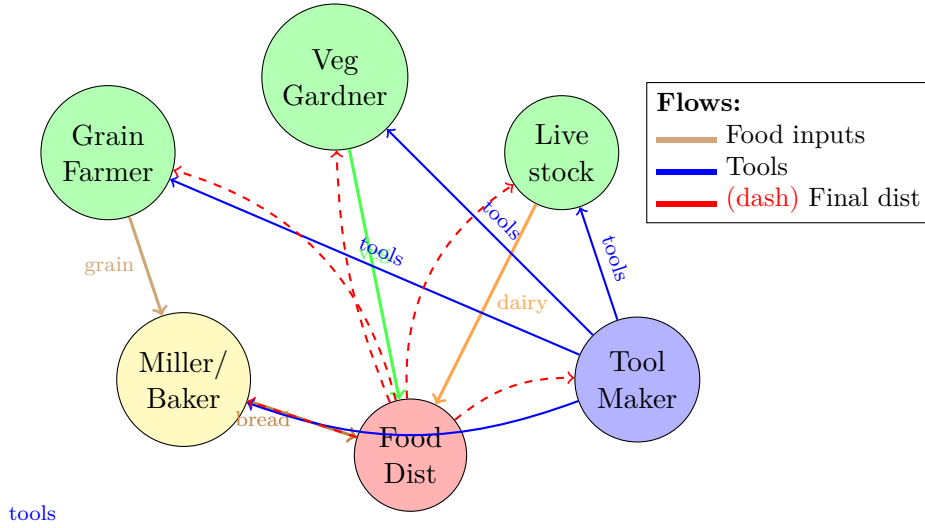 Veg
Gardner
Grain
Farmer
Live
stock
Flows:
Food inputs
Tools
(dash) Final dist
tools
tools
tools
grain
dairy
Miller/
Baker
Tool
Maker
bread
Food
Dist
tools